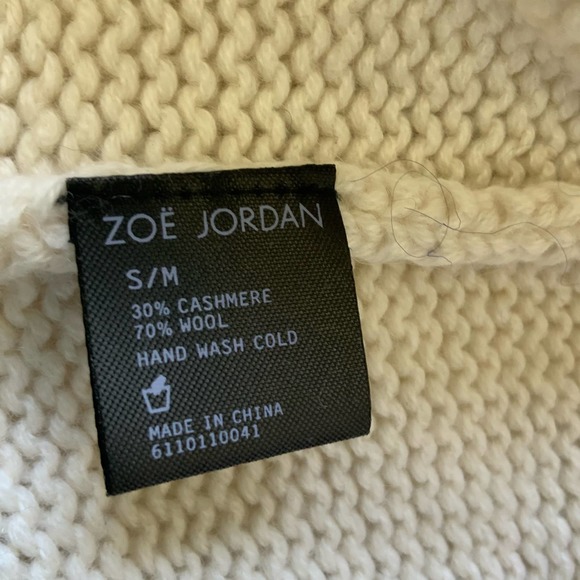 ZOË JORDAN
S/M
30% CASHMERE
70% WOOL
HAND WASH COLD
MADE IN CHINA
6110110041